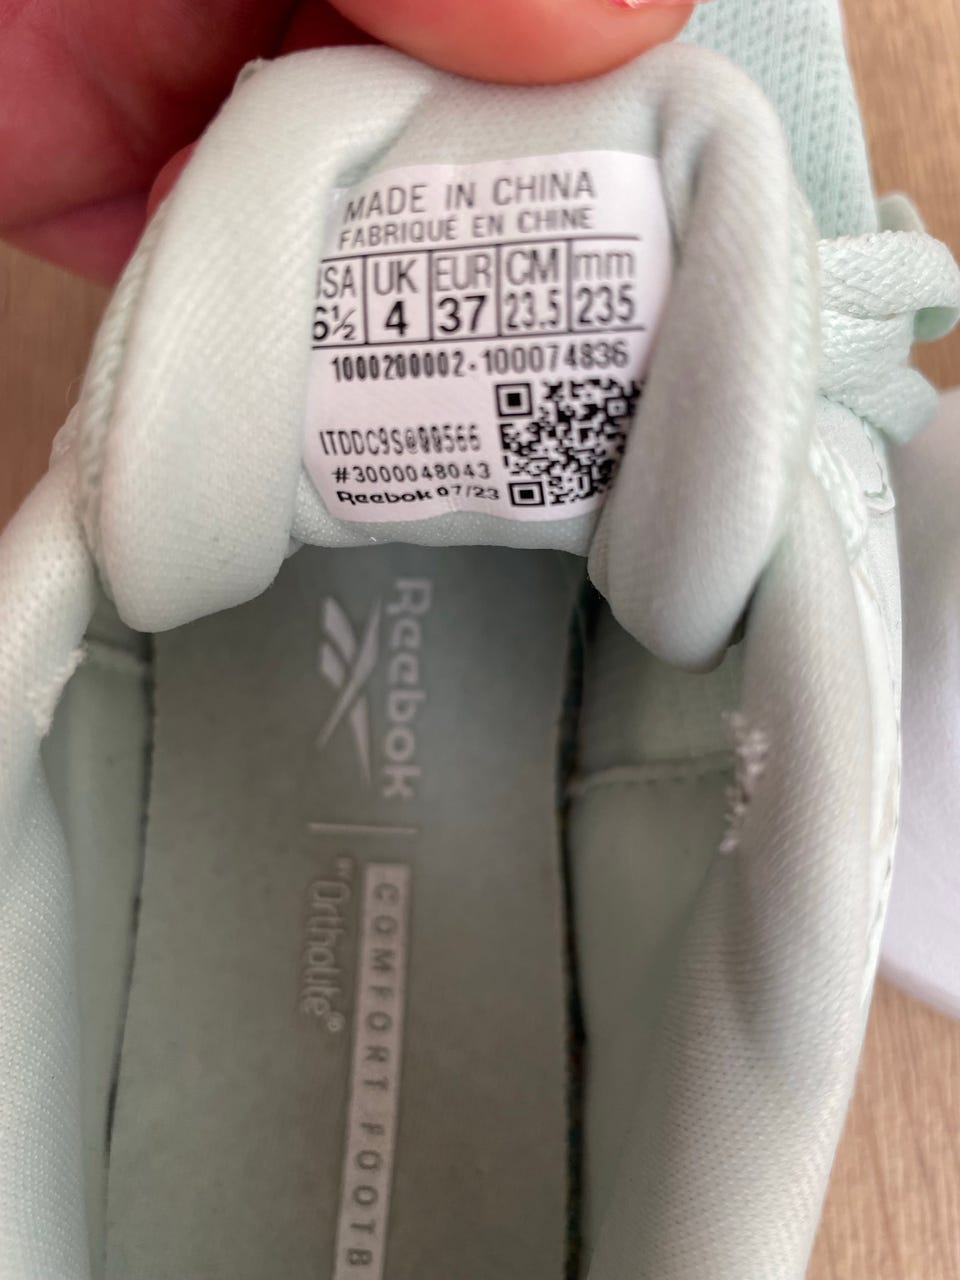 MADE IN CHINA
FABRIQUÉ EN CHINE
USA UK EUR CM mm
6½ 4 37 23.5 235
1000200002-100074836
ITDDC9S@00566
#3000048043
Reebok 07/23
Reebok
COMFORT FOOTB
OrthoLite®